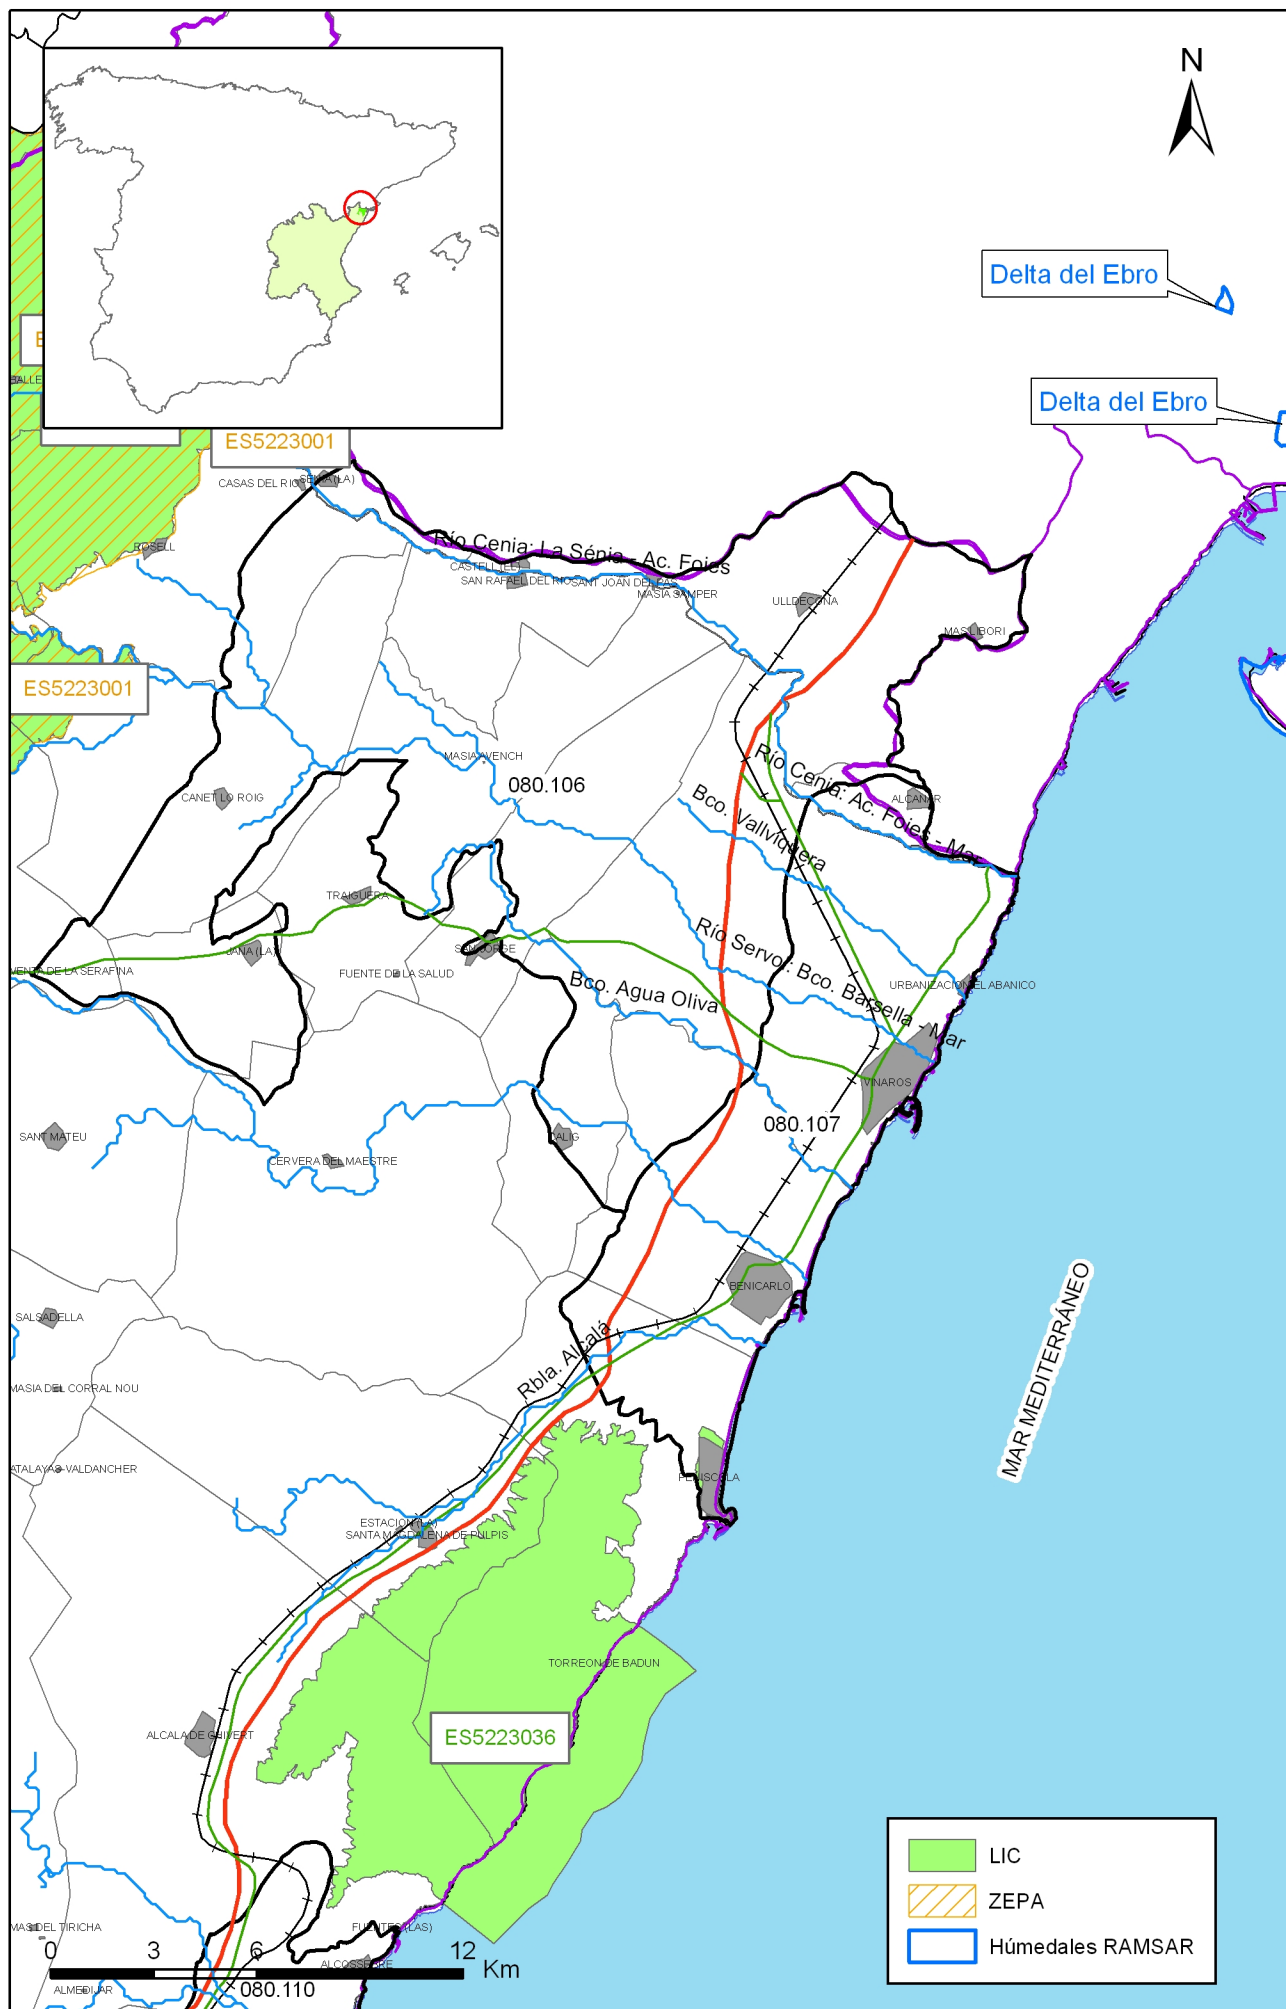 N
Delta del Ebro
Delta del Ebro
ES5223001
CASAS DEL RIO
SENIA (LA)
Río Cenia: La Sénia - Ac. Foies
ROSELL
CASTELL (EL)
SAN RAFAEL DEL RIO
SANT JOAN DEL PAS
MASIA SAMPER
ULLDECONA
MAS LIBORI
ES5223001
MASIA AVENCH
080.106
Río Cenia: Ac. Foies - Mar
CANET LO ROIG
Bco. Vallviquera
ALCANAR
TRAIGUERA
JANA (LA)
SAN JORGE
Río Servol: Bco. Barsella - Mar
VENTA DE LA SERAFINA
FUENTE DE LA SALUD
Bco. Agua Oliva
URBANIZACION EL ABANICO
VINAROS
080.107
SANT MATEU
CALIG
CERVERA DEL MAESTRE
BENICARLO
MAR MEDITERRÁNEO
SALSADELLA
Rbla. Alcalá
MASIA DEL CORRAL NOU
ATALAYAS-VALDANCHER
PEÑISCOLA
ESTACION (LA)
SANTA MAGDALENA DE PULPIS
TORREON DE BADUN
ALCALA DE CHIVERT
ES5223036
LIC
ZEPA
Húmedales RAMSAR
MAS DEL TIRICHA
FUENTES (LAS)
ALCOSSEBRE
0 3 6 12
Km
ALMEDIJAR
080.110